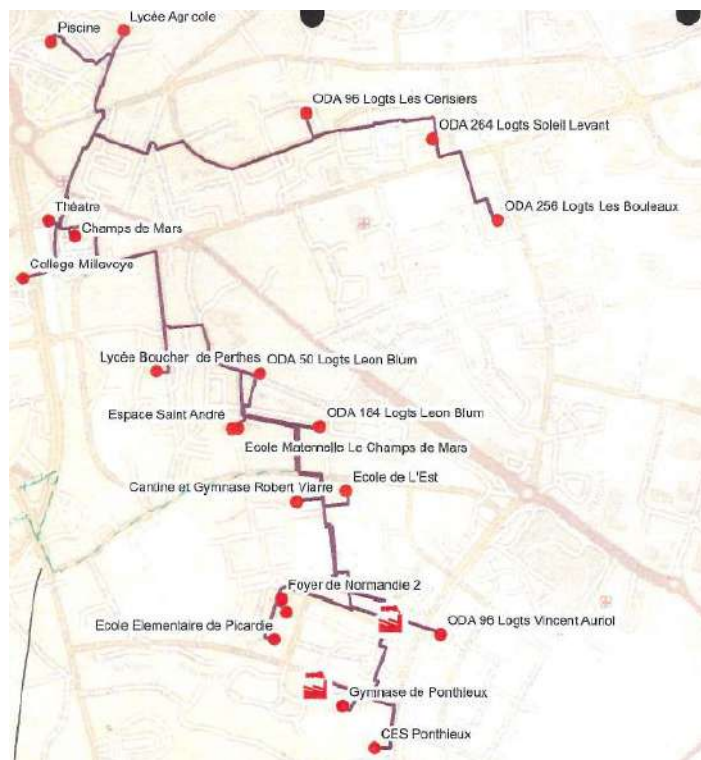 Lycée Agricole
Piscine
ODA 96 Logts Les Cerisiers
ODA 264 Logts Soleil Levant
Théatre
ODA 256 Logts Les Bouleaux
Champs de Mars
College Millevoye
Lycée Boucher de Perthes
ODA 50 Logts Leon Blum
Espace Saint André
ODA 164 Logts Leon Blum
Ecole Maternelle Le Champs de Mars
Ecole de L'Est
Cantine et Gymnase Robert Viarre
Foyer de Normandie 2
Ecole Elementaire de Picardie
ODA 96 Logts Vincent Auriol
Gymnase de Ponthieux
CES Ponthieux